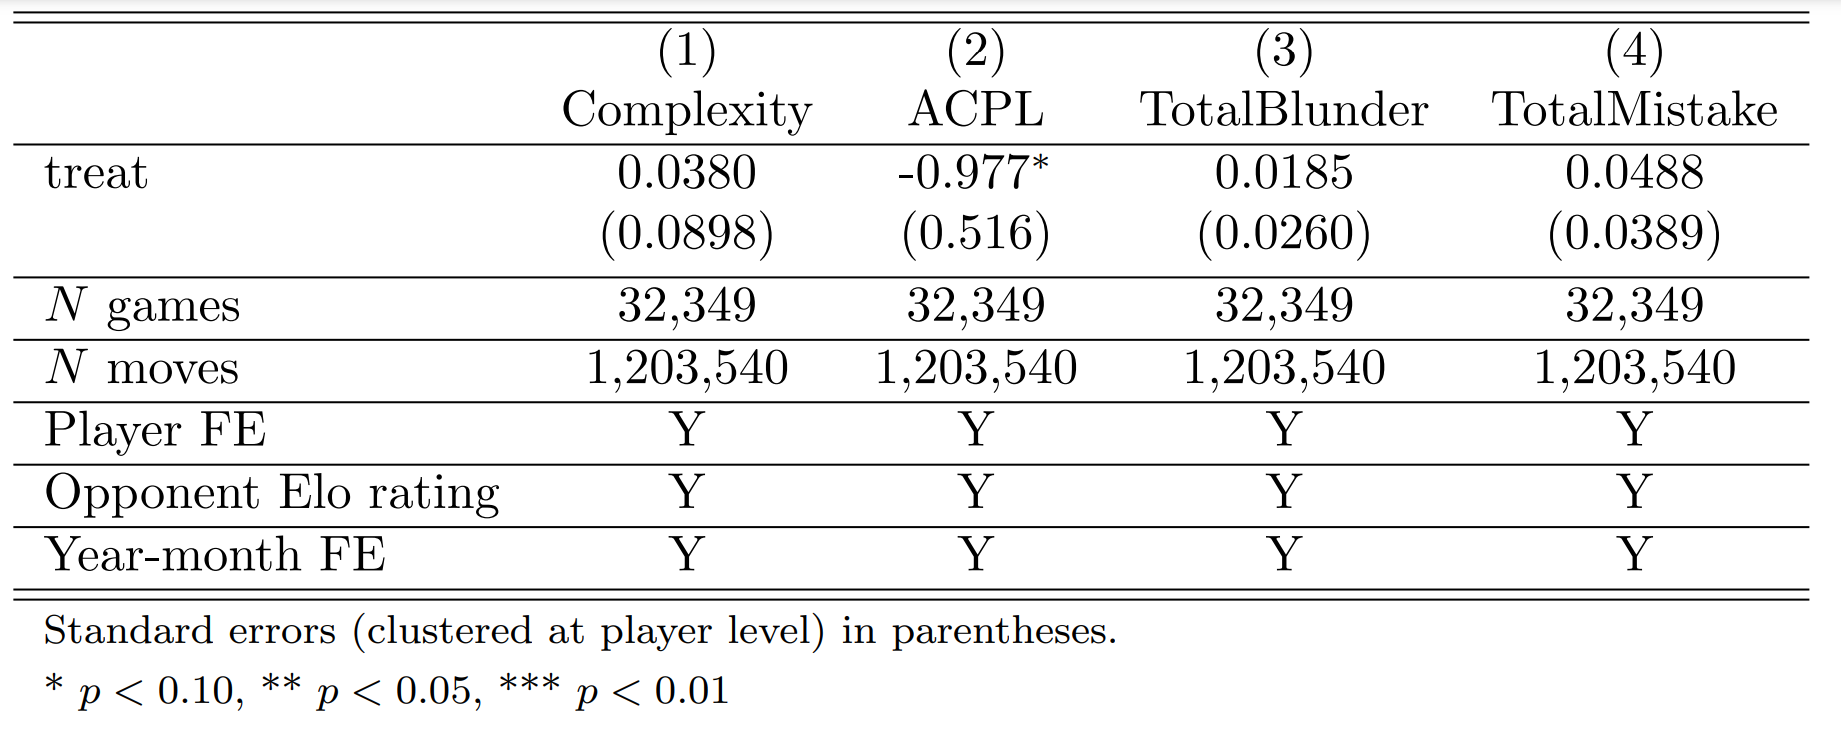 (1) (2) (3) (4)
Complexity ACPL TotalBlunder TotalMistake
treat 0.0380 -0.977* 0.0185 0.0488
(0.0898) (0.516) (0.0260) (0.0389)
N games 32,349 32,349 32,349 32,349
N moves 1,203,540 1,203,540 1,203,540 1,203,540
Player FE Y Y Y Y
Opponent Elo rating Y Y Y Y
Year-month FE Y Y Y Y
Standard errors (clustered at player level) in parentheses.
* p < 0.10, ** p < 0.05, *** p < 0.01